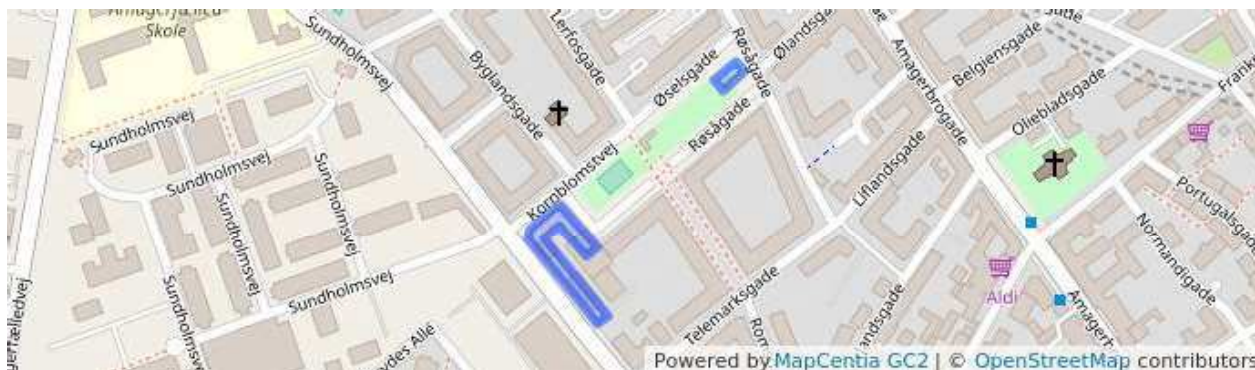 Skole
Sundholmsvej
Lerfosgade
Røsågade
Ølandsgade
Amagerbrogade
Belgiensgade
Øselsgade
Byglandsgade
Oliebladsgade
Sundholmsvej
Sundholmsvej
Røsågade
Kornblomstvej
Liflandsgade
Portugalsgade
Normandigade
Sundholmsvej
Sundholmsvej
Sundholmsvej
Sundholmsvej
Aldi
Telemarksgade
Powered by MapCentia GC2 | © OpenStreetMap contributors